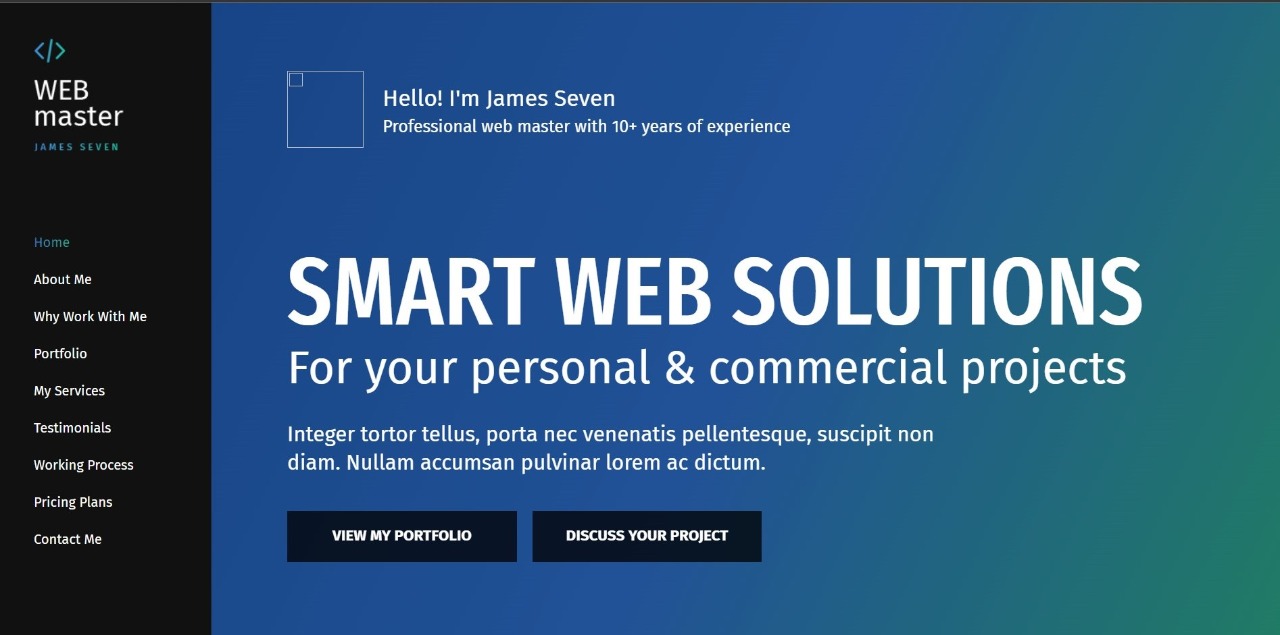 </>
WEB
master
JAMES SEVEN
Home
About Me
Why Work With Me
Portfolio
My Services
Testimonials
Working Process
Pricing Plans
Contact Me
Hello! I'm James Seven
Professional web master with 10+ years of experience
SMART WEB SOLUTIONS
For your personal & commercial projects
Integer tortor tellus, porta nec venenatis pellentesque, suscipit non
diam. Nullam accumsan pulvinar lorem ac dictum.
VIEW MY PORTFOLIO
DISCUSS YOUR PROJECT